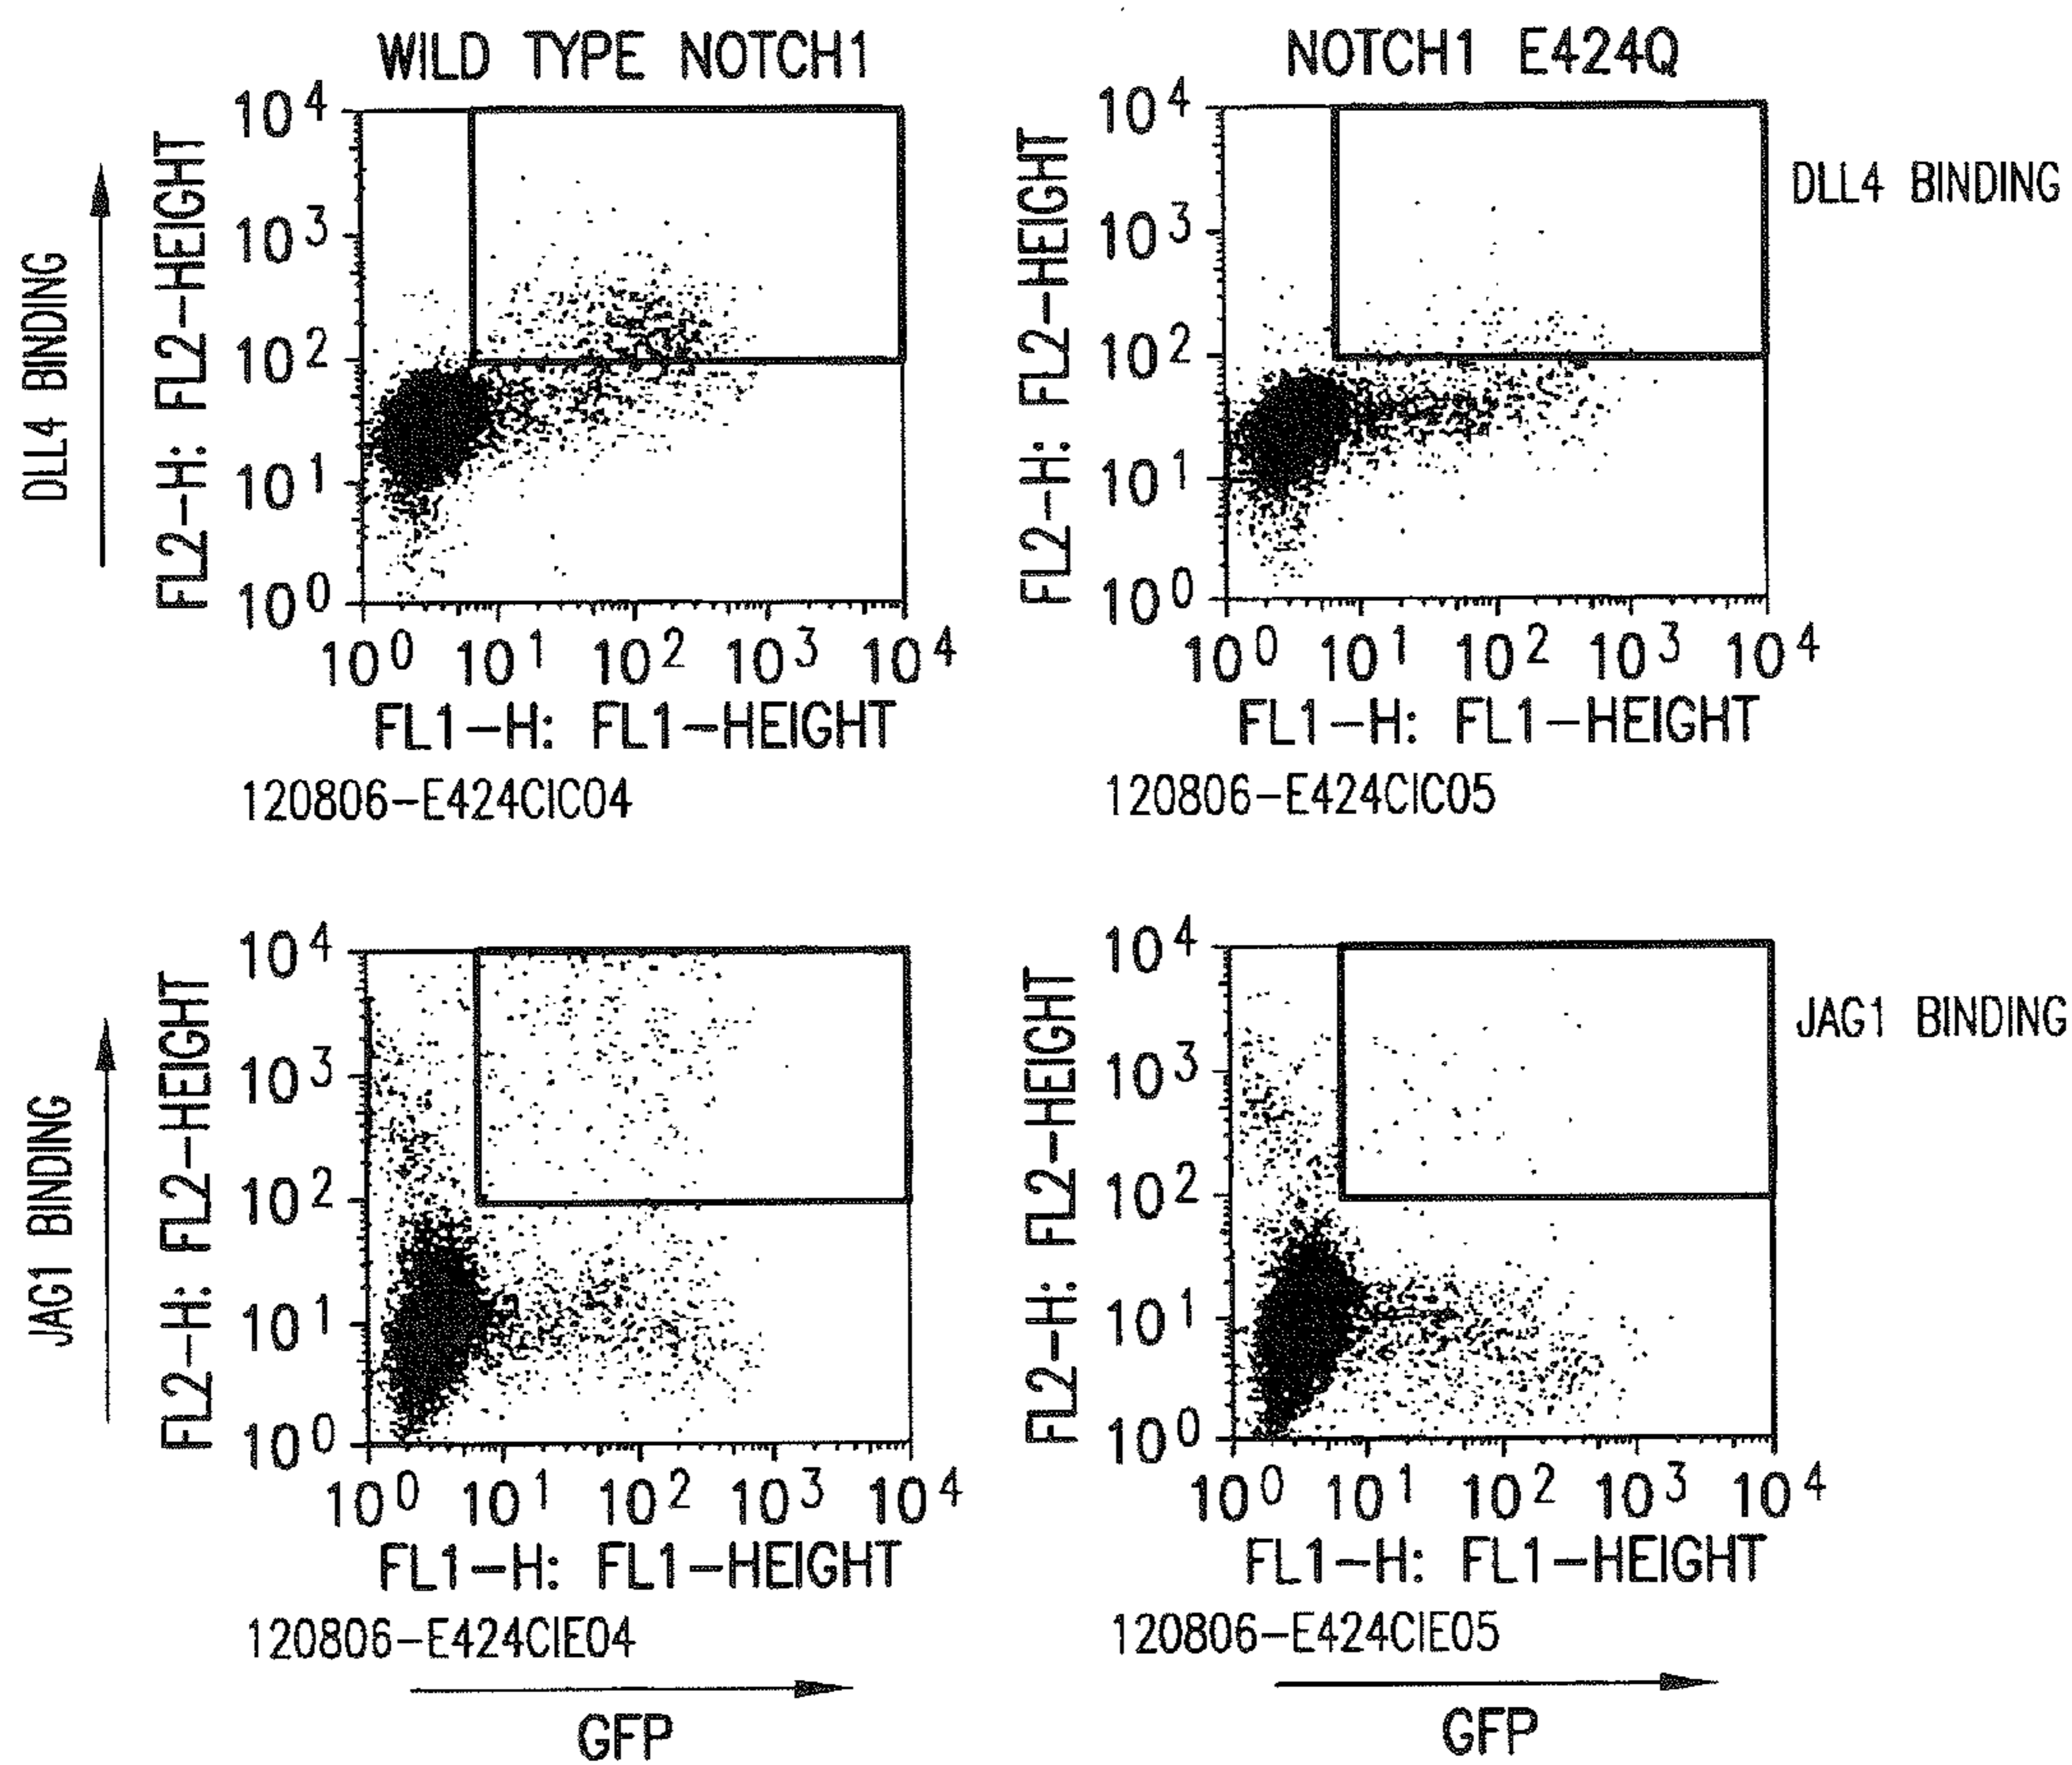 WILD TYPE NOTCH1
NOTCH1 E424Q
DLL4 BINDING
FL2-H: FL2-HEIGHT
10^4
10^3
10^2
10^1
10^0
10^0 10^1 10^2 10^3 10^4
FL1-H: FL1-HEIGHT
120806-E424CIC04
FL2-H: FL2-HEIGHT
10^4
10^3
10^2
10^1
10^0
10^0 10^1 10^2 10^3 10^4
FL1-H: FL1-HEIGHT
120806-E424CIC05
DLL4 BINDING
JAG1 BINDING
FL2-H: FL2-HEIGHT
10^4
10^3
10^2
10^1
10^0
10^0 10^1 10^2 10^3 10^4
FL1-H: FL1-HEIGHT
120806-E424CIE04
GFP
FL2-H: FL2-HEIGHT
10^4
10^3
10^2
10^1
10^0
10^0 10^1 10^2 10^3 10^4
FL1-H: FL1-HEIGHT
120806-E424CIE05
GFP
JAG1 BINDING